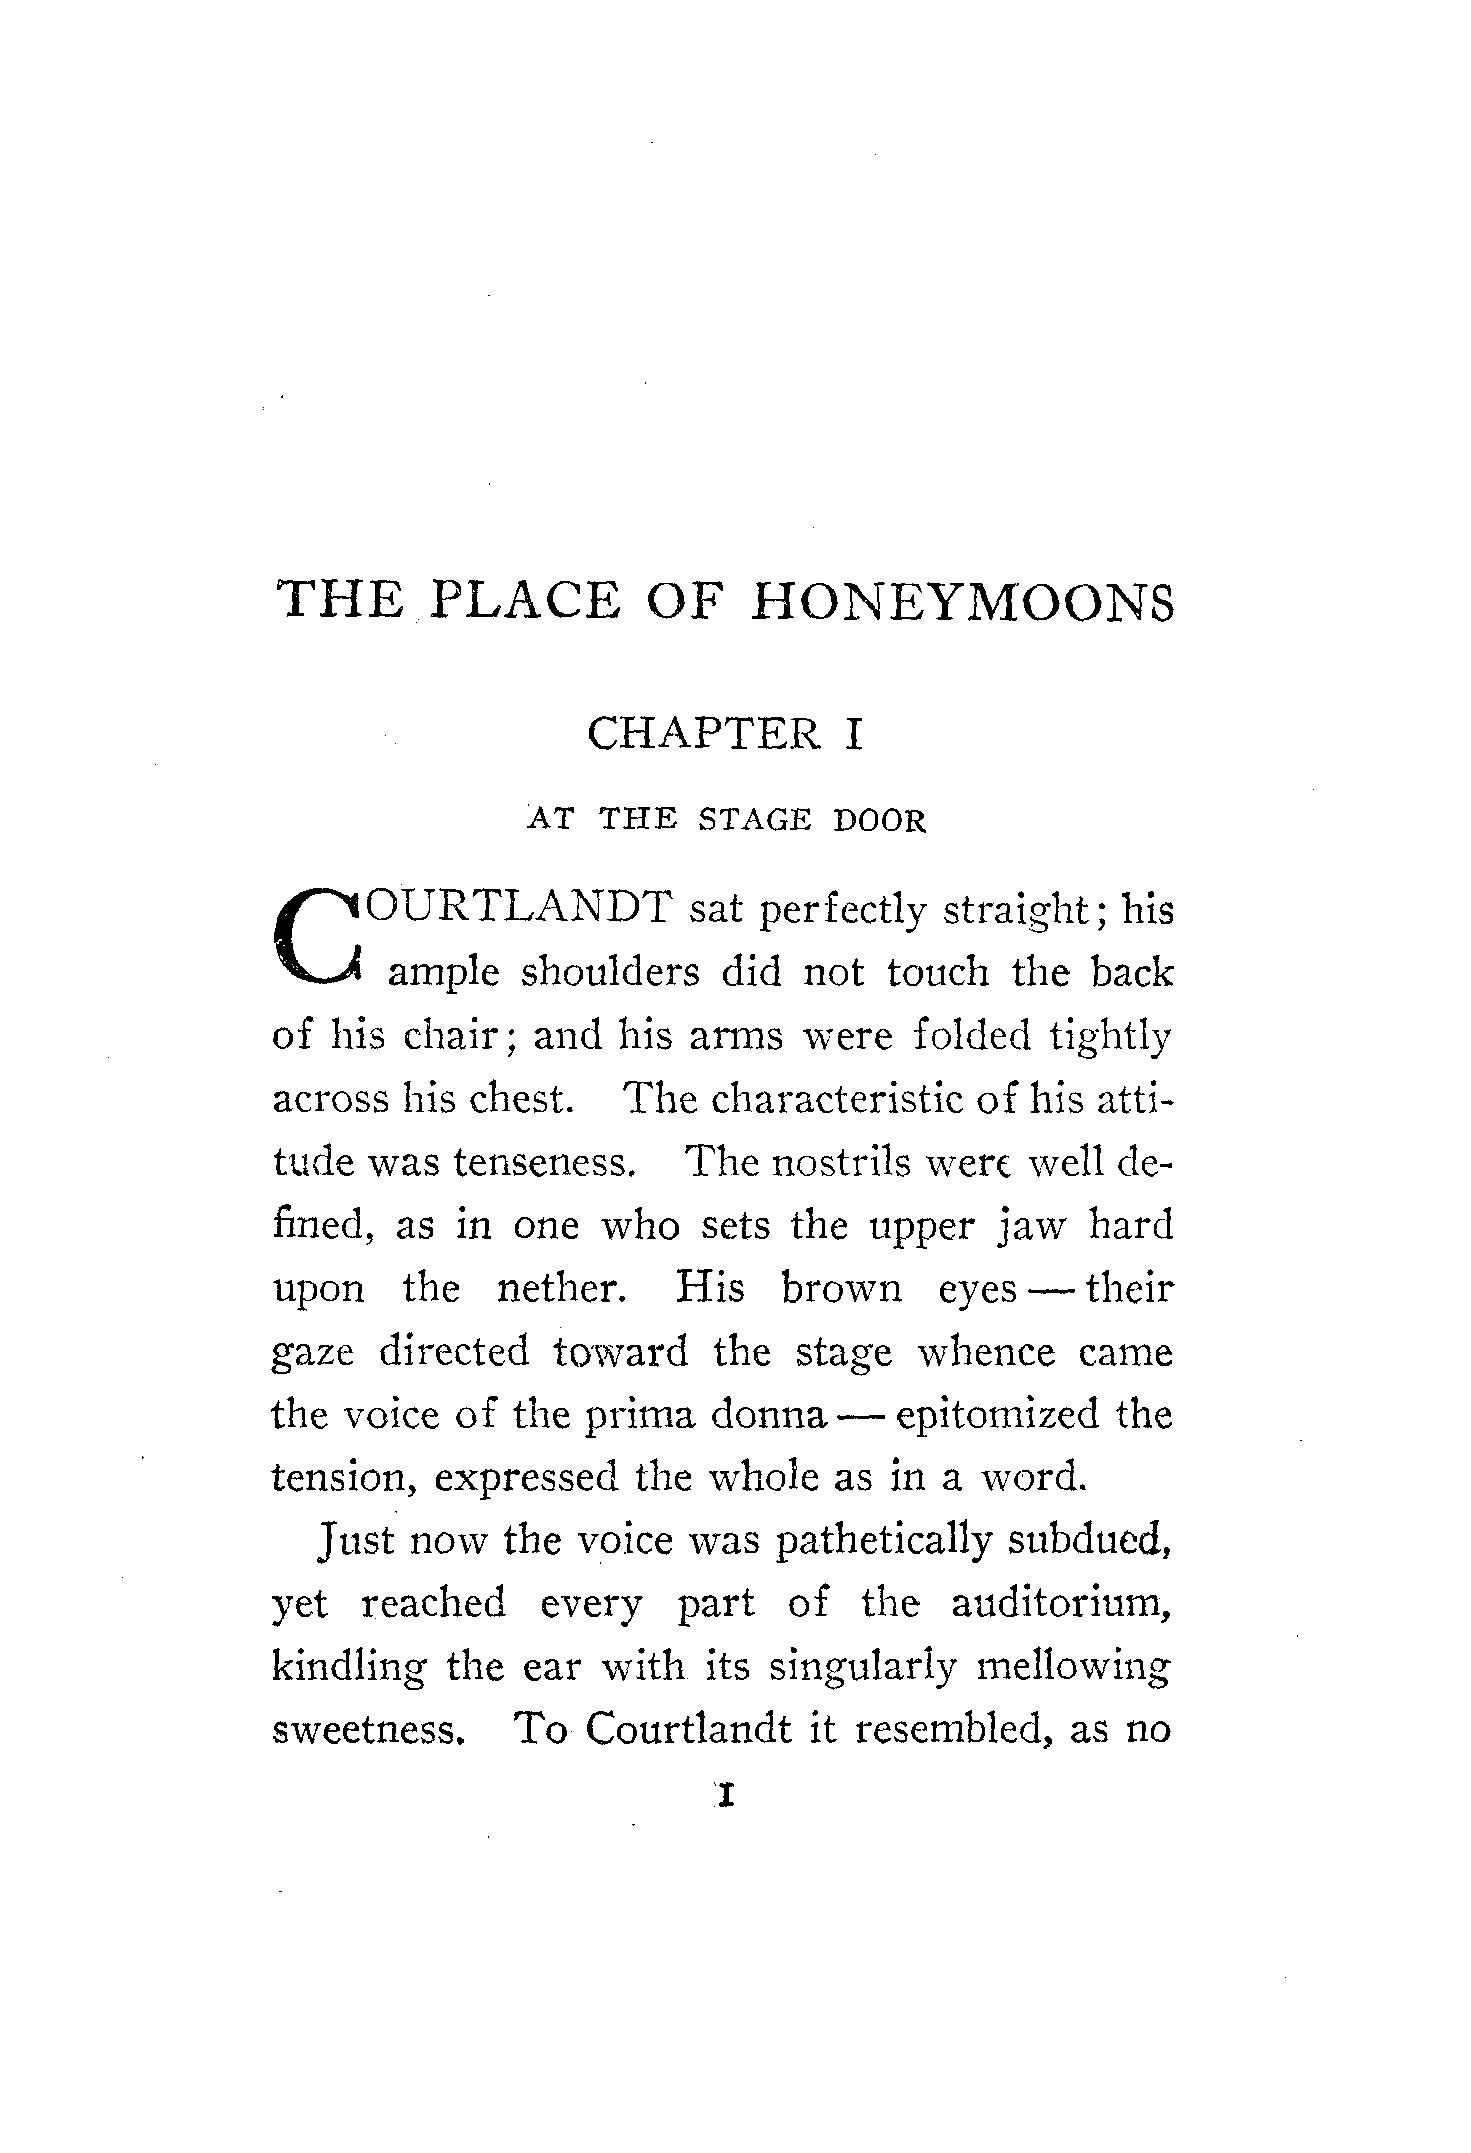 THE PLACE OF HONEYMOONS
CHAPTER I
AT THE STAGE DOOR
COURTLANDT sat perfectly straight; his
ample shoulders did not touch the back
of his chair; and his arms were folded tightly
across his chest. The characteristic of his atti-
tude was tenseness. The nostrils were well de-
fined, as in one who sets the upper jaw hard
upon the nether. His brown eyes — their
gaze directed toward the stage whence came
the voice of the prima donna — epitomized the
tension, expressed the whole as in a word.
Just now the voice was pathetically subdued,
yet reached every part of the auditorium,
kindling the ear with its singularly mellowing
sweetness. To Courtlandt it resembled, as no
1